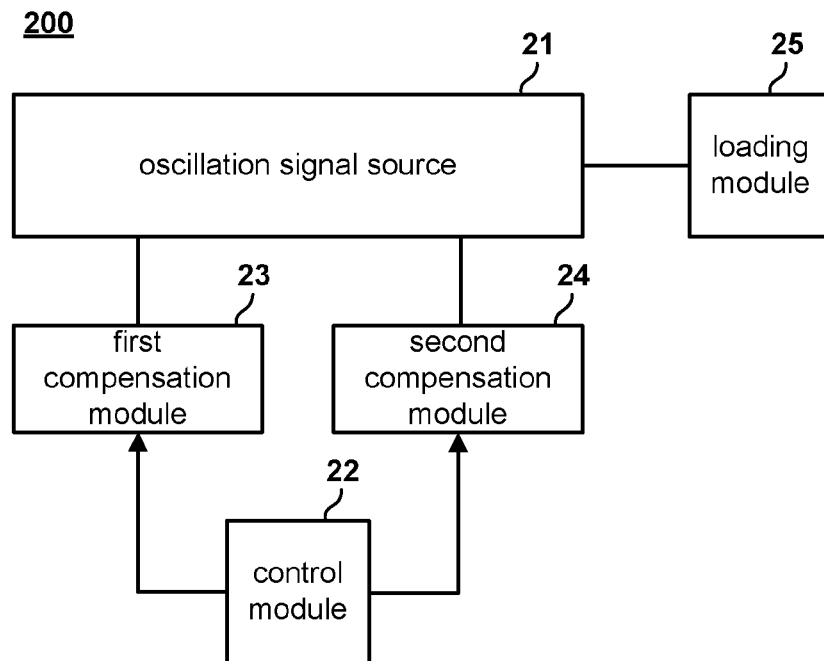 200
21
25
oscillation signal source
loading
module
23
24
first
compensation
module
second
compensation
module
22
control
module